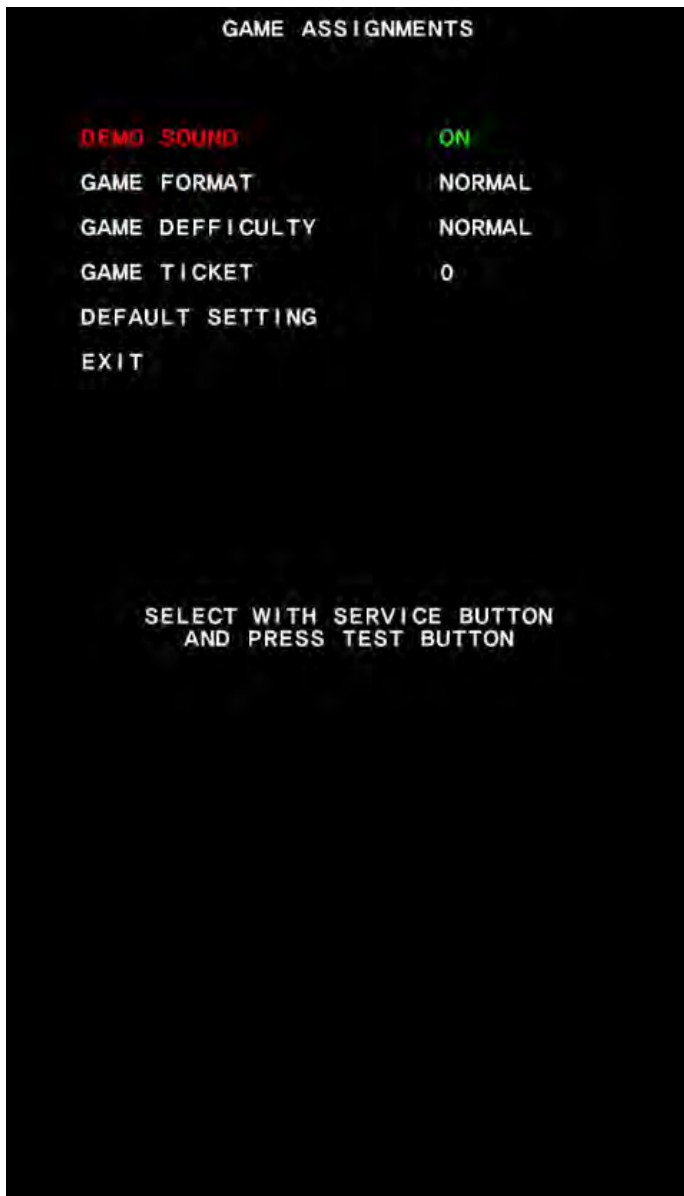 GAME ASSIGNMENTS
DEMO SOUND ON
GAME FORMAT NORMAL
GAME DEFFICULTY NORMAL
GAME TICKET 0
DEFAULT SETTING
EXIT
SELECT WITH SERVICE BUTTON
AND PRESS TEST BUTTON